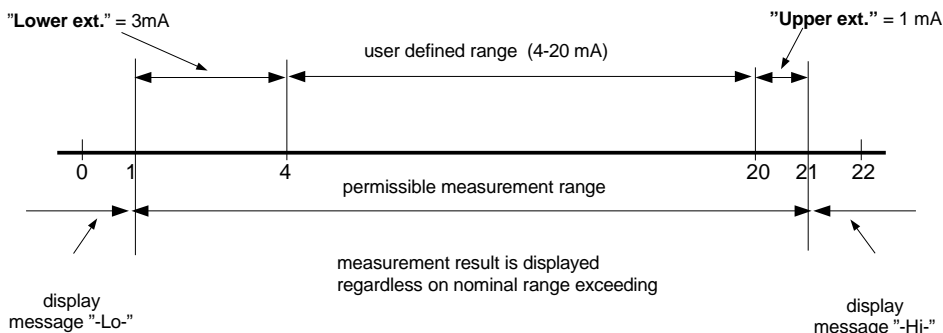 "Lower ext." = 3mA
"Upper ext." = 1 mA
user defined range (4-20 mA)
0 1 4 20 21 22
permissible measurement range
measurement result is displayed
regardless on nominal range exceeding
display
message "-Lo-"
display
message "-Hi-"